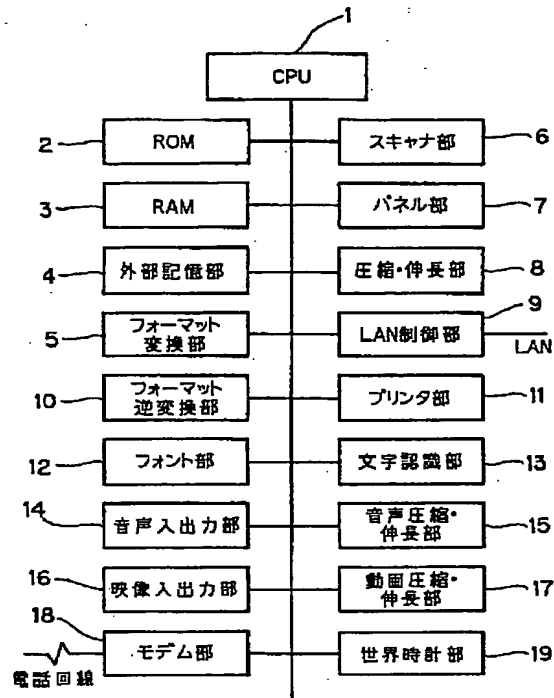 1
CPU
2
ROM
スキャナ部
6
3
RAM
パネル部
7
4
外部記憶部
圧縮・伸長部
8
5
フォーマット
変換部
LAN制御部
9
LAN
10
フォーマット
逆変換部
プリンタ部
11
12
フォント部
文字認識部
13
14
音声入出力部
音声圧縮・
伸長部
15
16
映像入出力部
動画圧縮・
伸長部
17
18
モデム部
電話回線
世界時計部
19